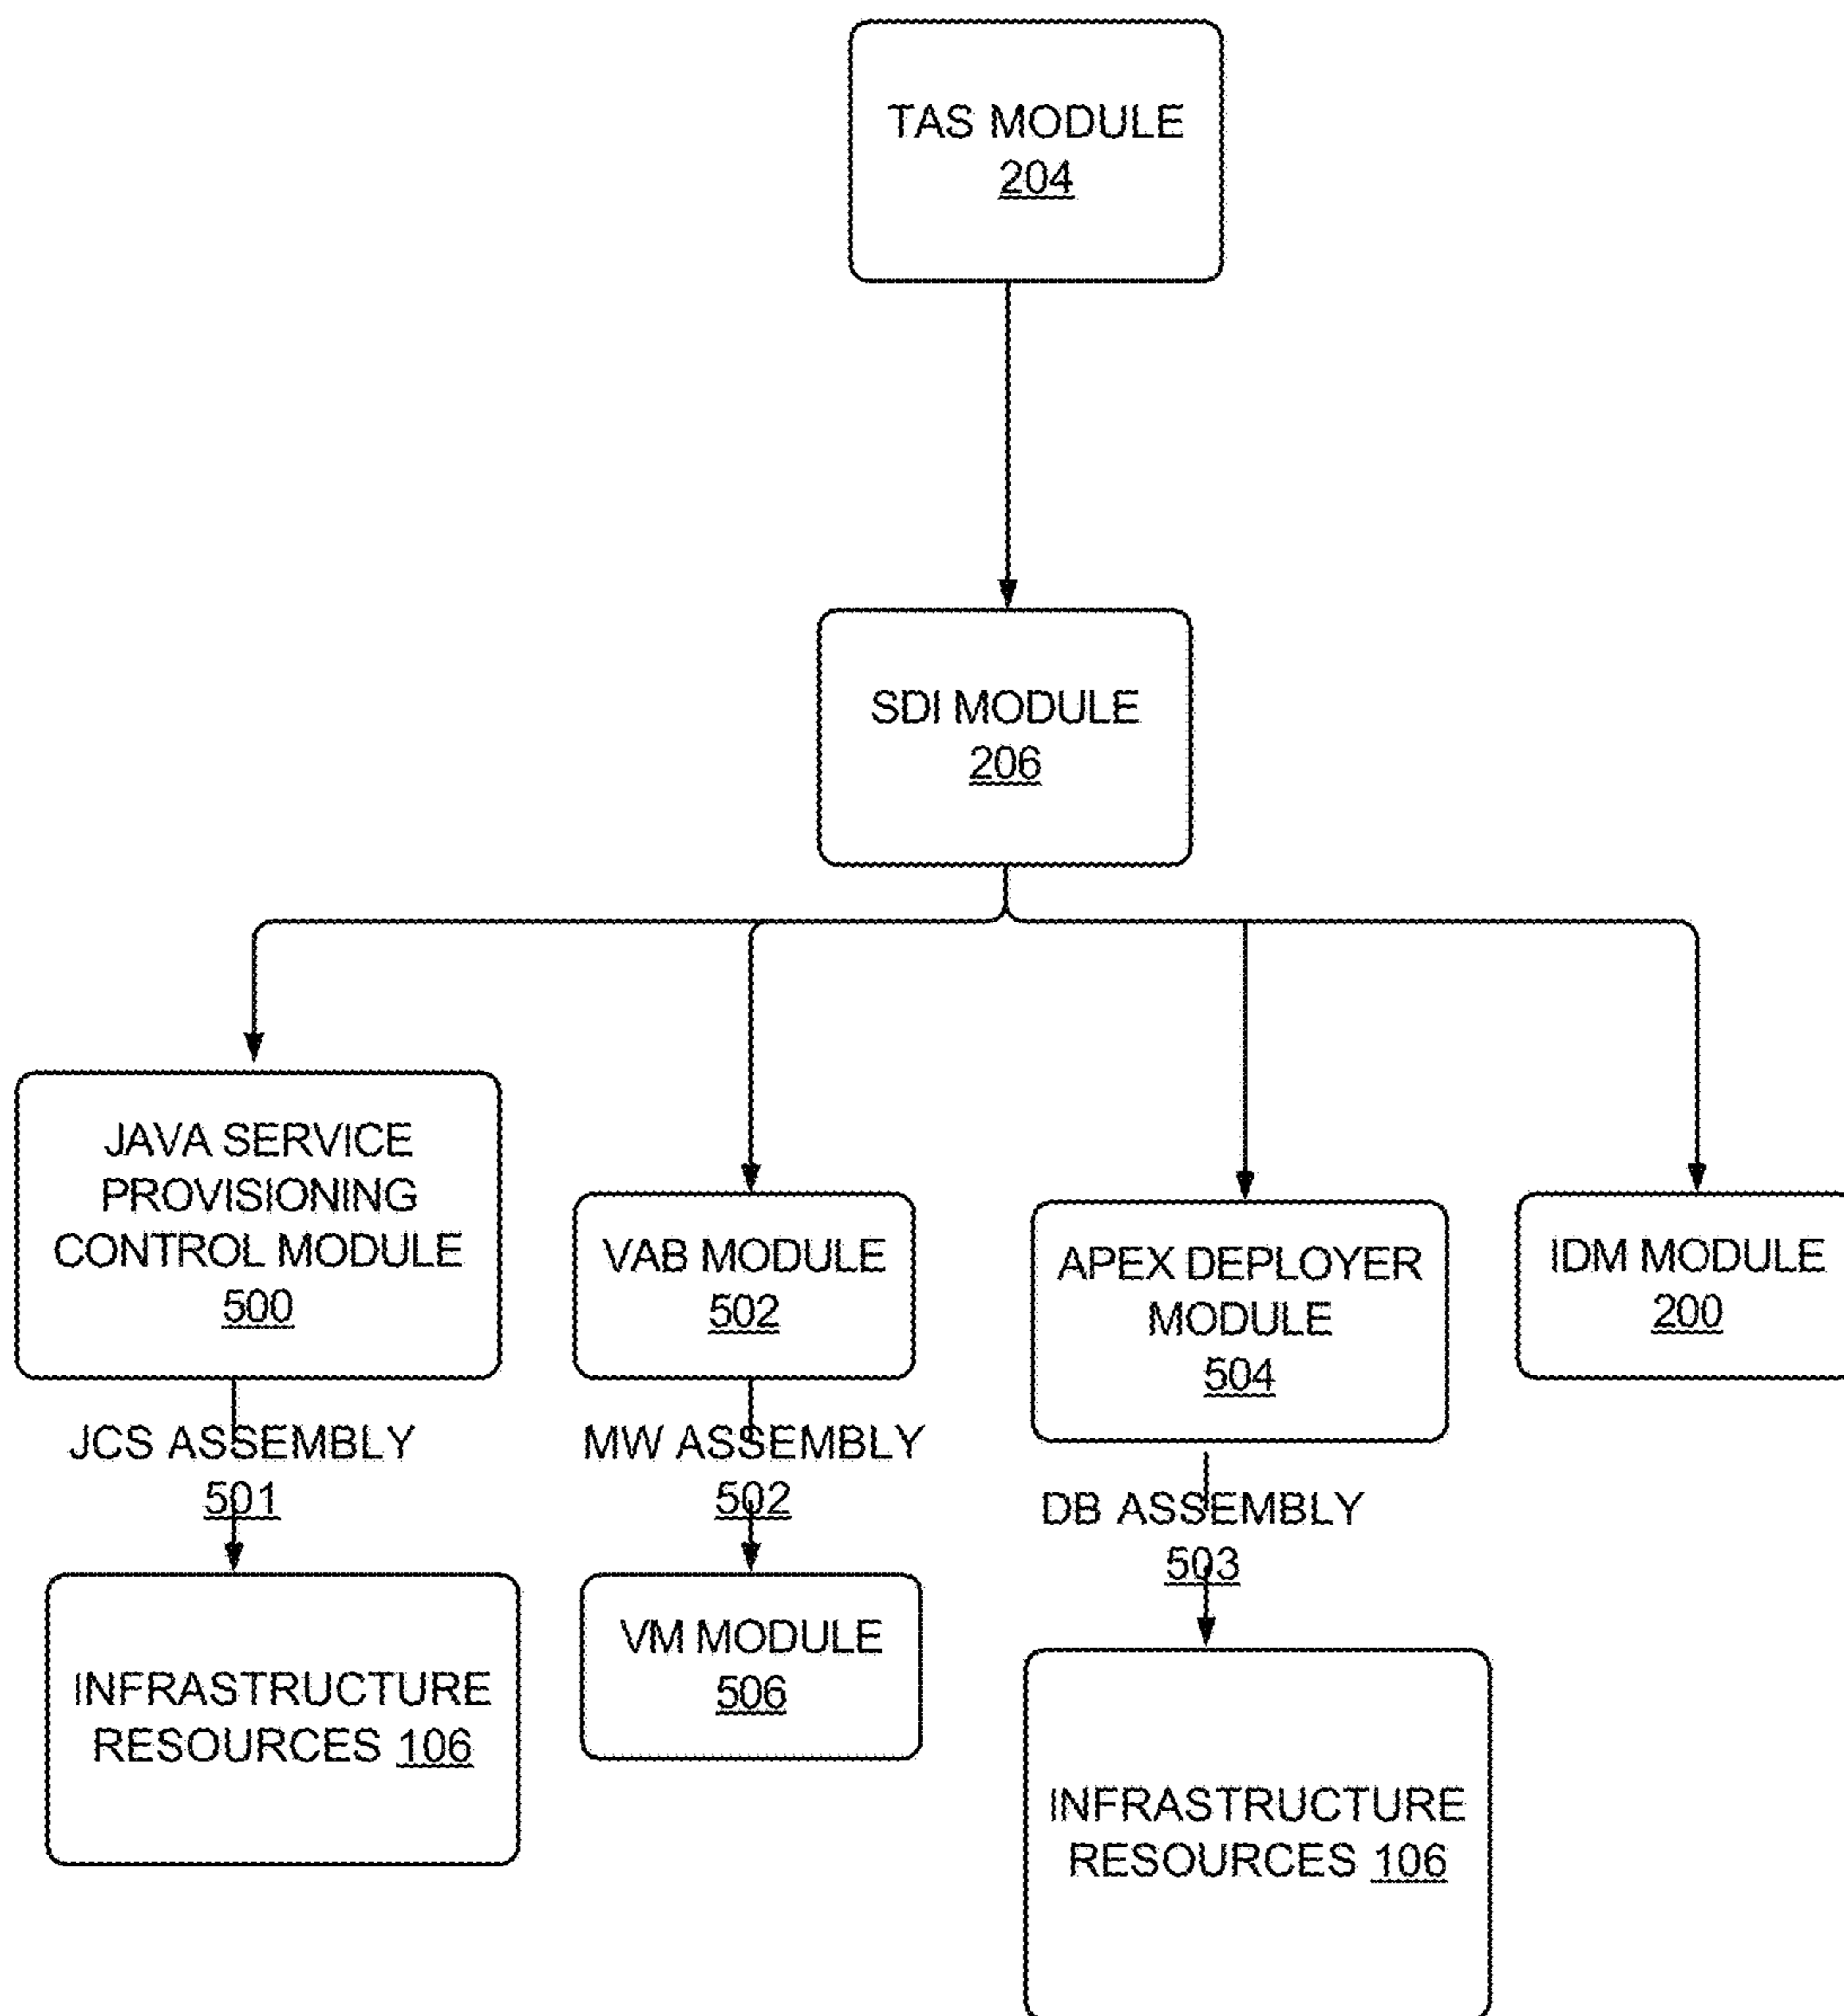 TAS MODULE
204
SDI MODULE
206
JAVA SERVICE
PROVISIONING
CONTROL MODULE
500
VAB MODULE
502
APEX DEPLOYER
MODULE
504
IDM MODULE
200
JCS ASSEMBLY
501
MW ASSEMBLY
502
DB ASSEMBLY
503
INFRASTRUCTURE
RESOURCES 106
VM MODULE
506
INFRASTRUCTURE
RESOURCES 106